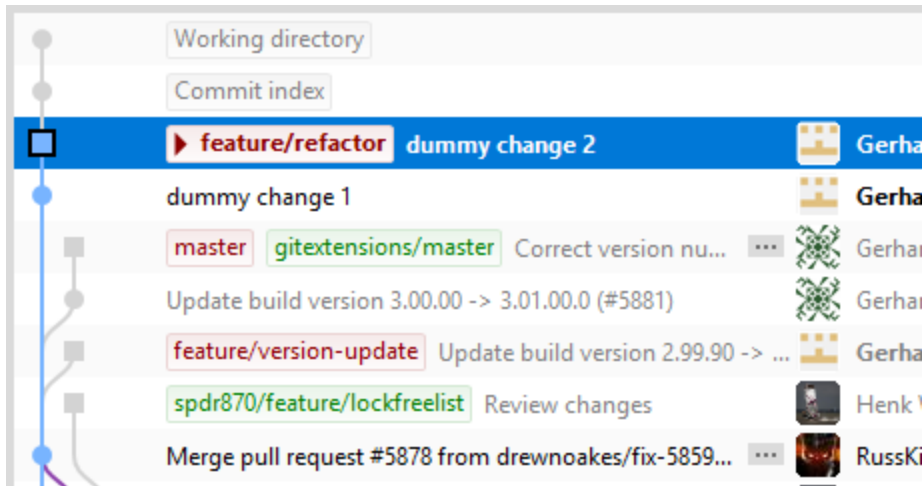 Working directory
Commit index
feature/refactor dummy change 2 Gerha
dummy change 1 Gerha
master gitextensions/master Correct version nu... ... Gerhar
Update build version 3.00.00 -> 3.01.00.0 (#5881) Gerhar
feature/version-update Update build version 2.99.90 -> ... Gerha
spdr870/feature/lockfreelist Review changes Henk
Merge pull request #5878 from drewnoakes/fix-5859... ... RussKi